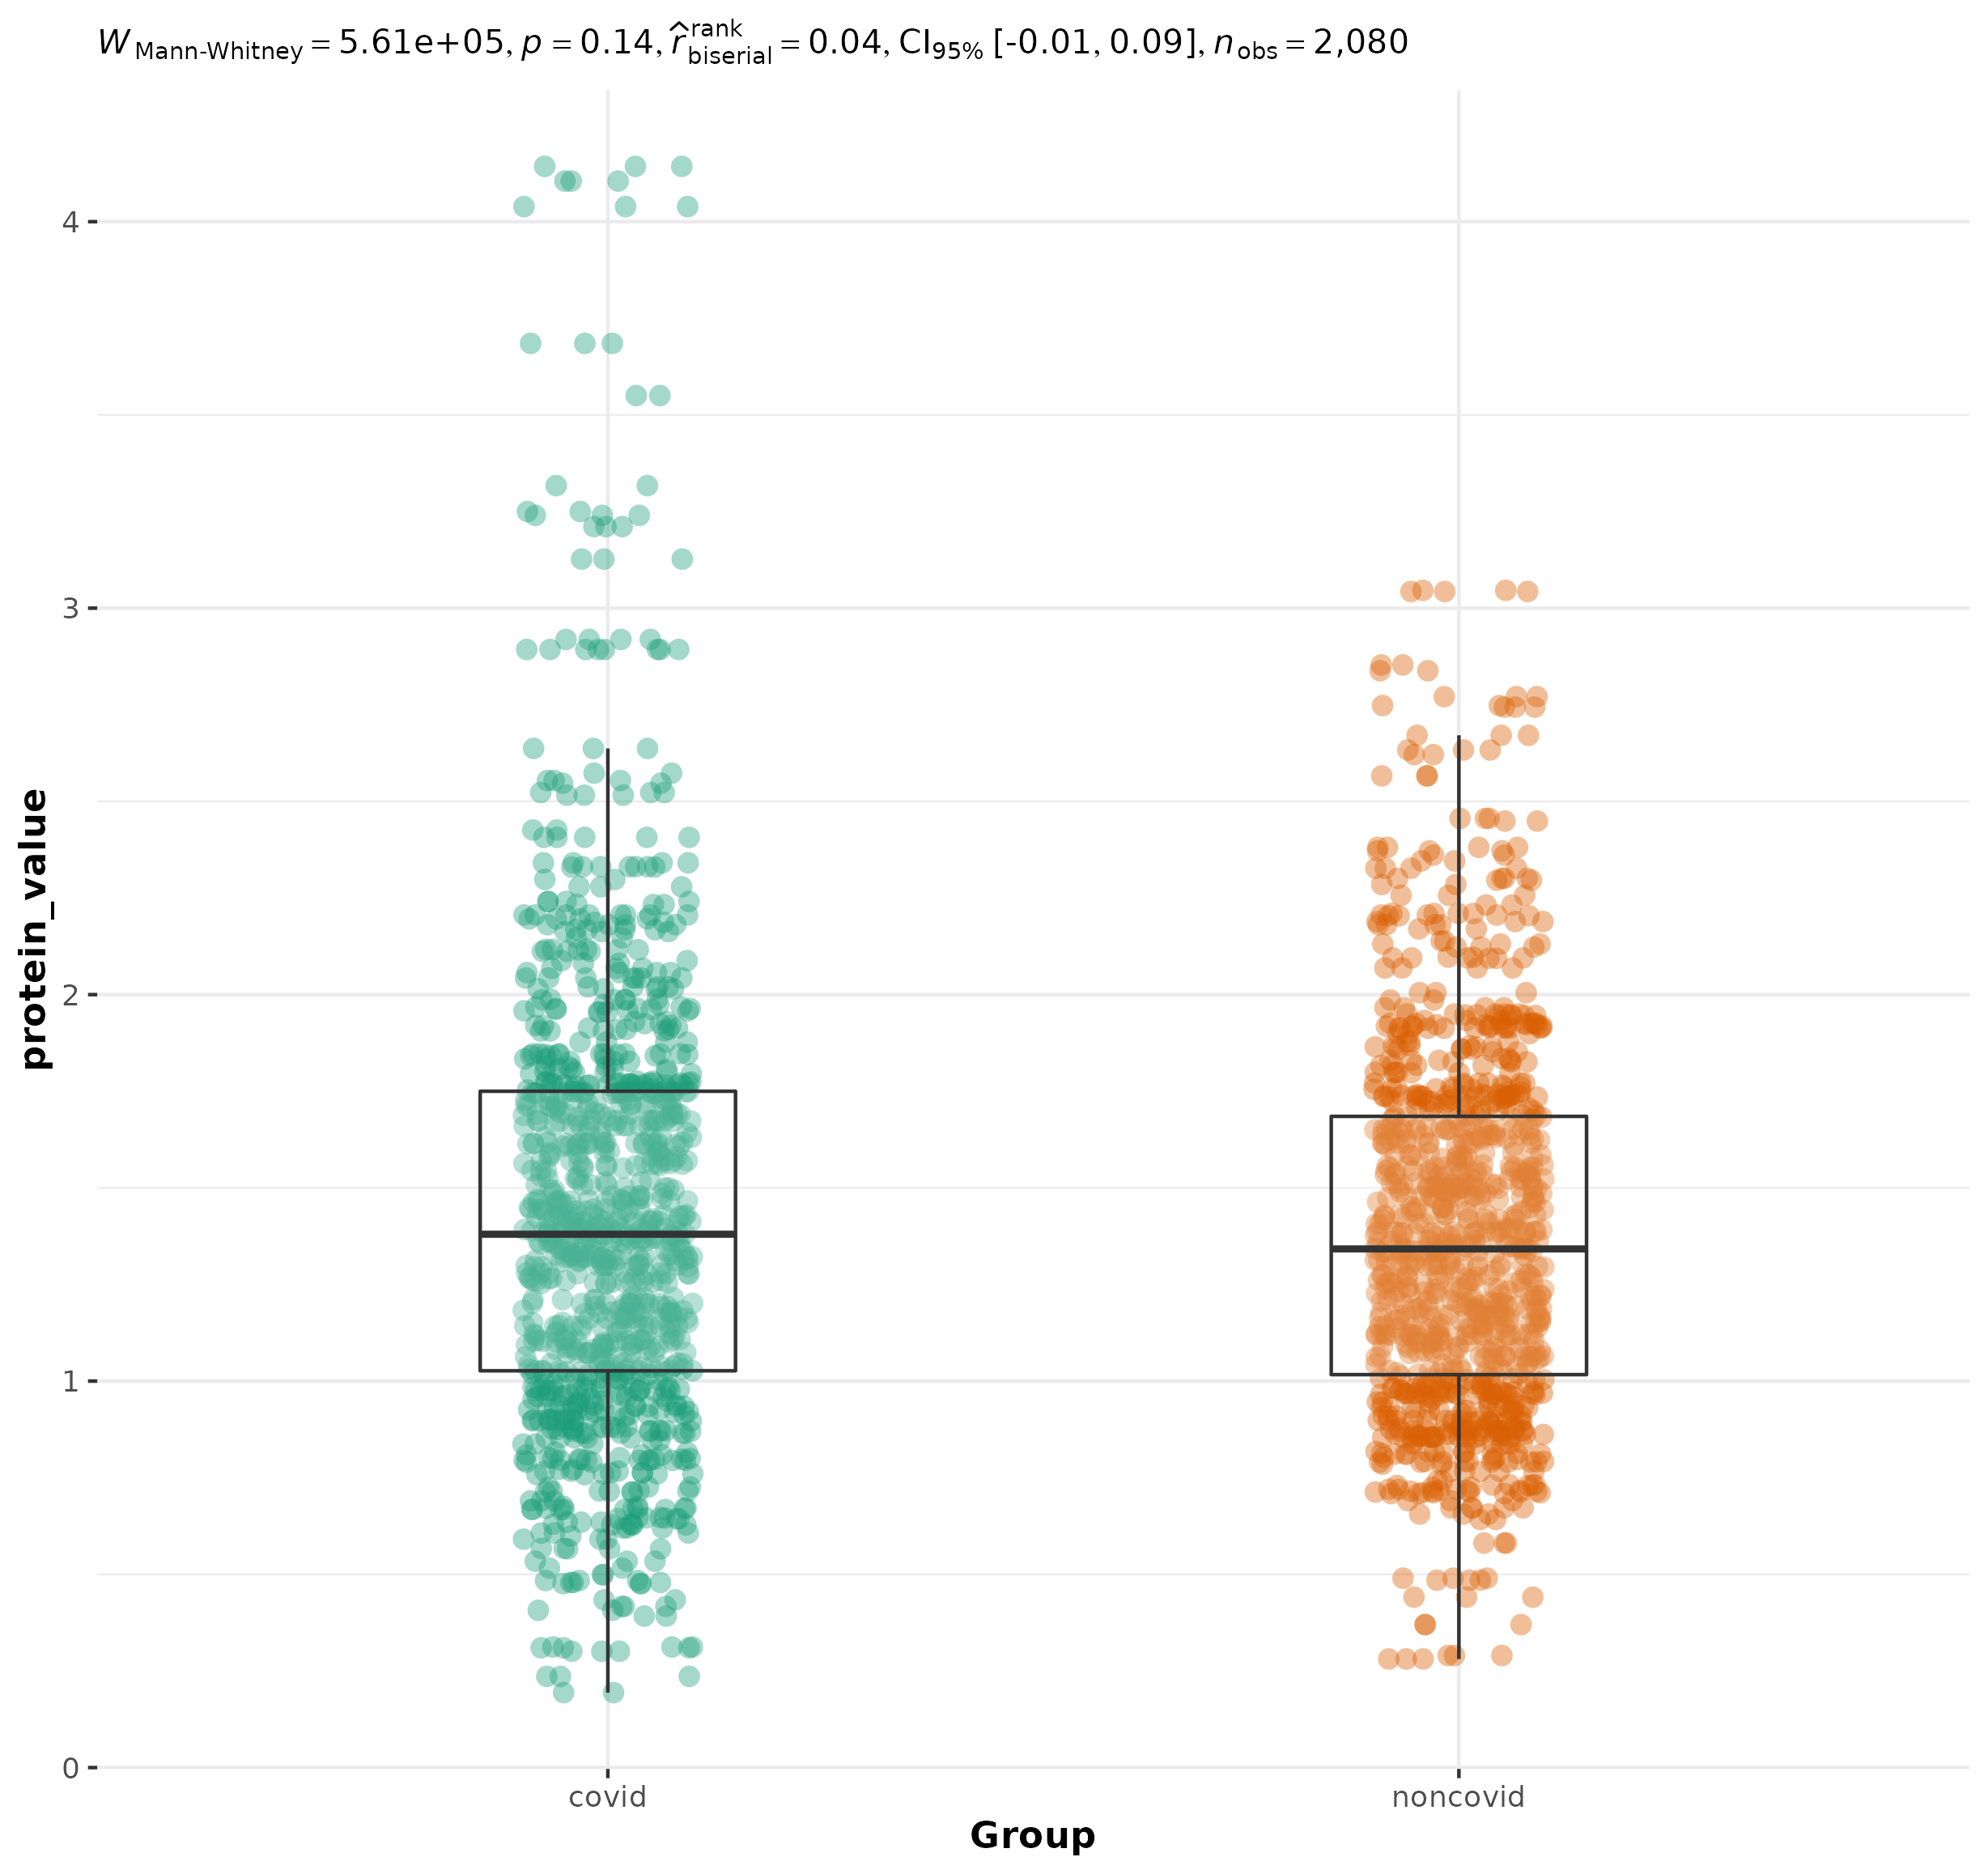 W Mann-Whitney = 5.61e+05, p = 0.14, r̂ rank biserial = 0.04, CI95% [-0.01, 0.09], nobs = 2,080
4
3
2
1
0
protein_value
covid noncovid
Group